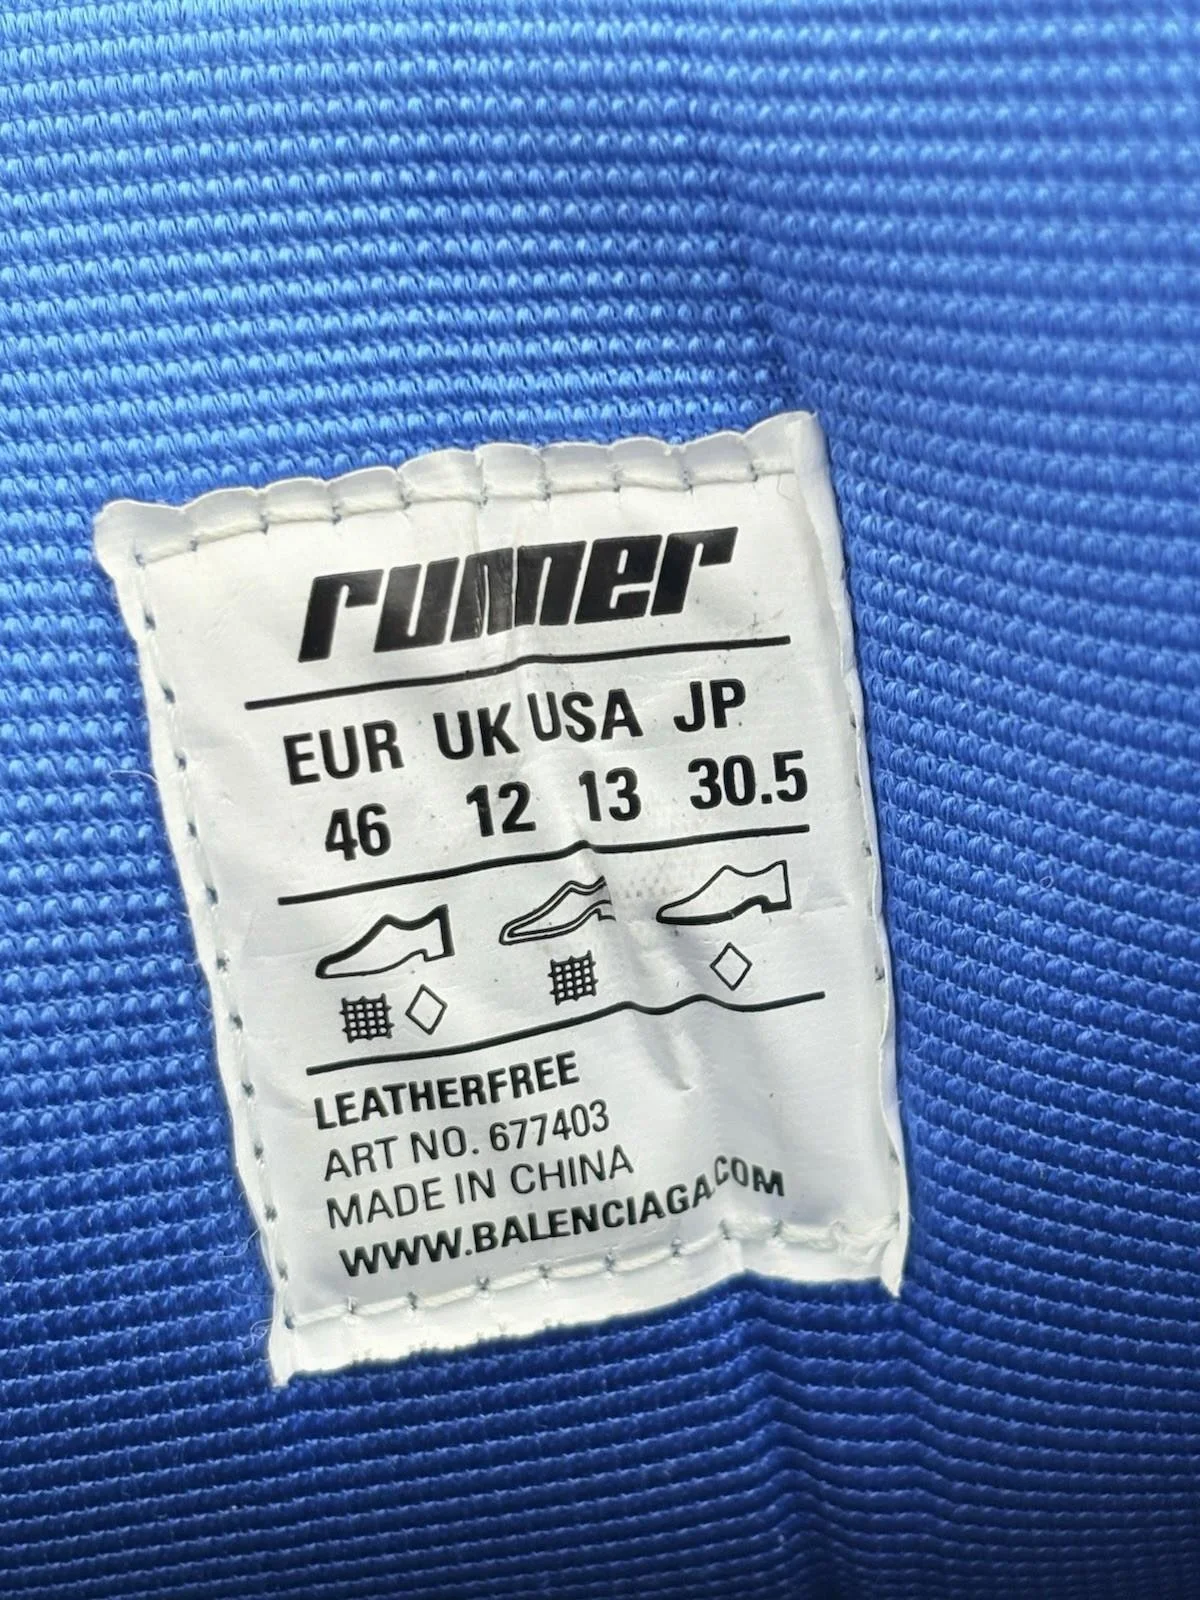 runner
EUR UK USA JP
46 12 13 30.5
LEATHERFREE
ART NO. 677403
MADE IN CHINA
WWW.BALENCIAGA.COM